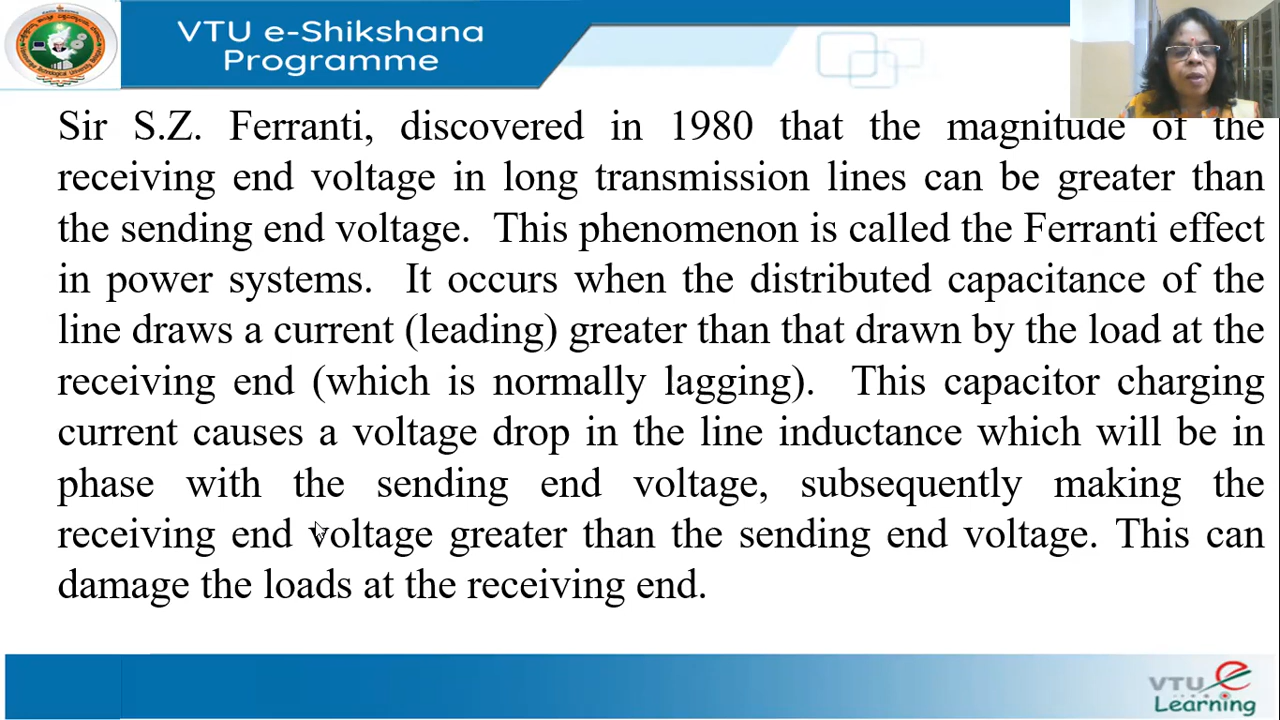 VTU e-Shikshana
Programme
Sir S.Z. Ferranti, discovered in 1980 that the magnitude of the
receiving end voltage in long transmission lines can be greater than
the sending end voltage. This phenomenon is called the Ferranti effect
in power systems. It occurs when the distributed capacitance of the
line draws a current (leading) greater than that drawn by the load at the
receiving end (which is normally lagging). This capacitor charging
current causes a voltage drop in the line inductance which will be in
phase with the sending end voltage, subsequently making the
receiving end voltage greater than the sending end voltage. This can
damage the loads at the receiving end.
VTU e
Learning